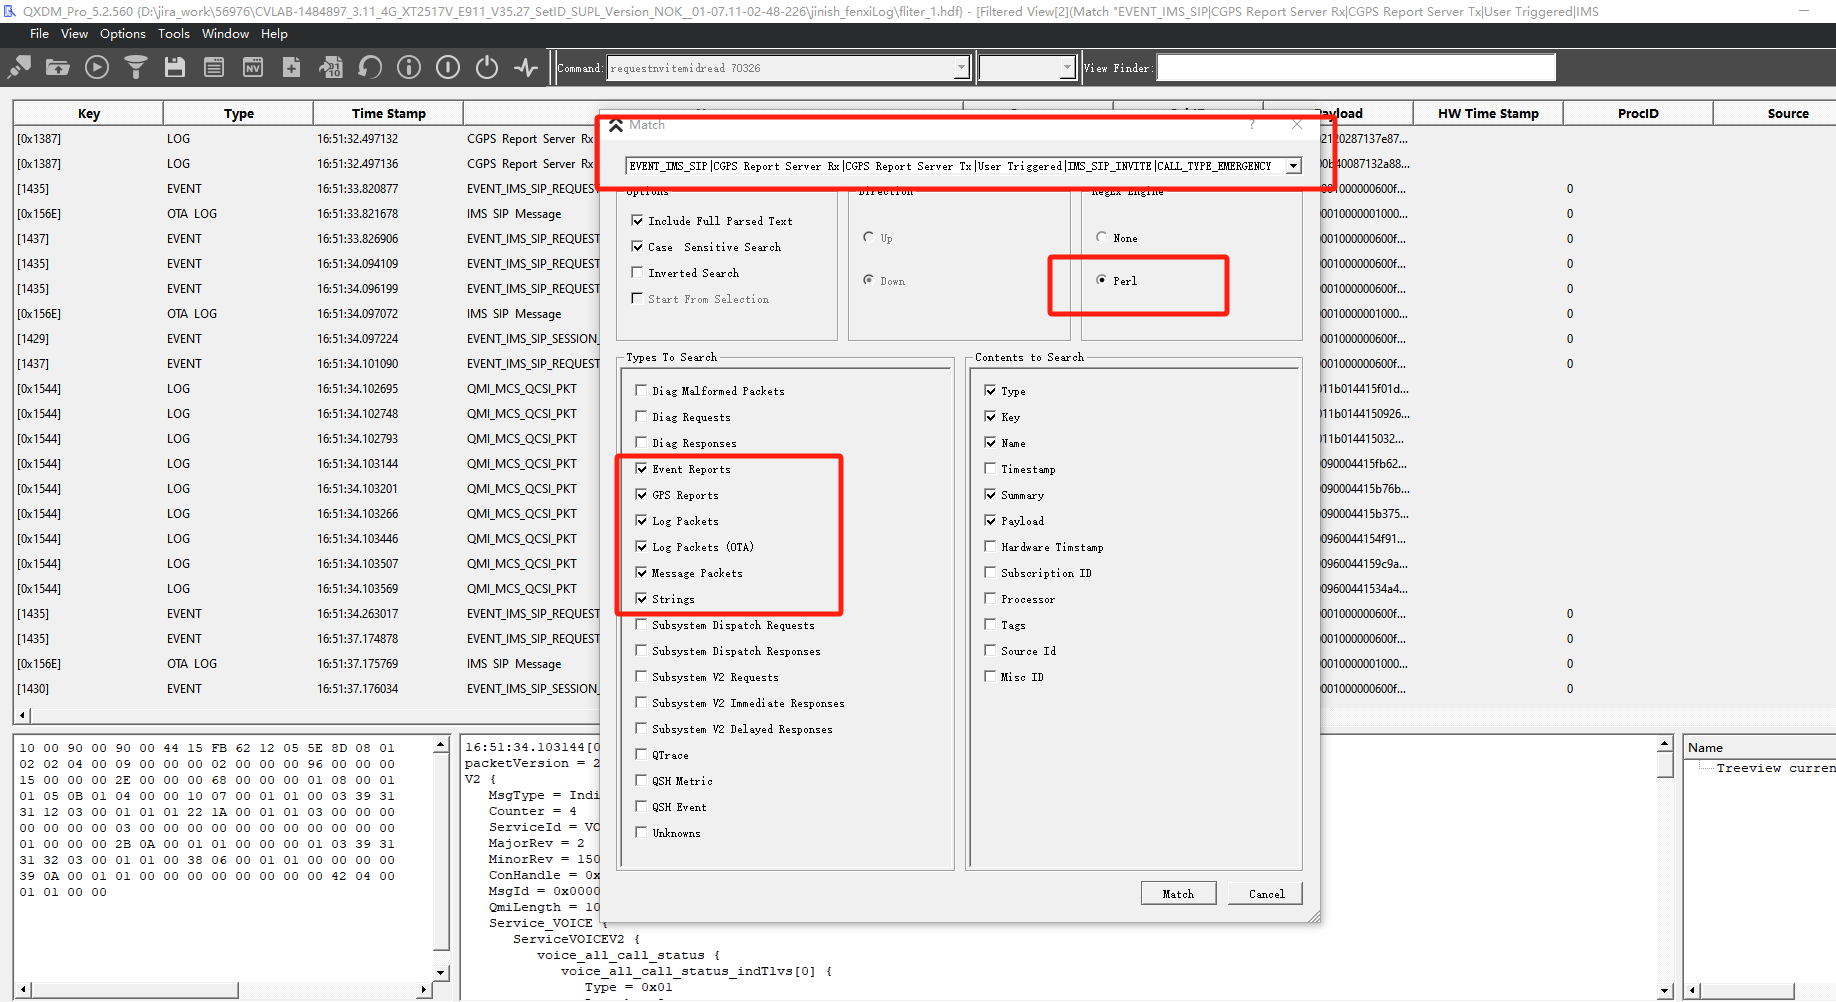 QXDM_Pro_5.2.560 (D:\jira_work\56976\CVLAB-1484897_3.11_4G_XT2517V_E911_V35.27_SetID_SUPL_Version_NOK__01-07.11-02-48-226\jinish_fenxiLog\fliter_1.hdf) - [Filtered View[2](Match "EVENT_IMS_SIP|CGPS Report Server Rx|CGPS Report Server Tx|User Triggered|IMS
File View Options Tools Window Help
Command: requestnvitemidread 70326 View Finder:
Key Type Time Stamp Payload HW Time Stamp ProcID Source
[0x1387] LOG 16:51:32.497132 CGPS Report Server Rx
[0x1387] LOG 16:51:32.497136 CGPS Report Server Rx
[1435] EVENT 16:51:33.820877 EVENT_IMS_SIP_REQUEST 0001000000600f... 0
[0x156E] OTA LOG 16:51:33.821678 IMS SIP Message 00010000001000... 0
[1437] EVENT 16:51:33.826906 EVENT_IMS_SIP_REQUEST 0001000000600f... 0
[1435] EVENT 16:51:34.094109 EVENT_IMS_SIP_REQUEST 0001000000600f... 0
[1435] EVENT 16:51:34.096199 EVENT_IMS_SIP_REQUEST 0001000000600f... 0
[0x156E] OTA LOG 16:51:34.097072 IMS SIP Message 00010000001000... 0
[1429] EVENT 16:51:34.097224 EVENT_IMS_SIP_SESSION_ 0001000000600f... 0
[1437] EVENT 16:51:34.101090 EVENT_IMS_SIP_REQUEST 0001000000600f... 0
[0x1544] LOG 16:51:34.102695 QMI_MCS_QCSI_PKT 011b014415f01d...
[0x1544] LOG 16:51:34.102748 QMI_MCS_QCSI_PKT 011b0144150926...
[0x1544] LOG 16:51:34.102793 QMI_MCS_QCSI_PKT 011b014415032...
[0x1544] LOG 16:51:34.103144 QMI_MCS_QCSI_PKT 0090004415fb62...
[0x1544] LOG 16:51:34.103201 QMI_MCS_QCSI_PKT 0090004415b76b...
[0x1544] LOG 16:51:34.103266 QMI_MCS_QCSI_PKT 0090004415b375...
[0x1544] LOG 16:51:34.103446 QMI_MCS_QCSI_PKT 00960044154f91...
[0x1544] LOG 16:51:34.103507 QMI_MCS_QCSI_PKT 00960044159c9a...
[0x1544] LOG 16:51:34.103569 QMI_MCS_QCSI_PKT 009600441534a4...
[1435] EVENT 16:51:34.263017 EVENT_IMS_SIP_REQUEST 0001000000600f... 0
[1435] EVENT 16:51:37.174878 EVENT_IMS_SIP_REQUEST 0001000000600f... 0
[0x156E] OTA LOG 16:51:37.175769 IMS SIP Message 00010000001000... 0
[1430] EVENT 16:51:37.176034 EVENT_IMS_SIP_SESSION_ 0001000000600f... 0
Match ?
EVENT_IMS_SIP|CGPS Report Server Rx|CGPS Report Server Tx|User Triggered|IMS_SIP_INVITE|CALL_TYPE_EMERGENCY
Options
Include Full Parsed Text
Case Sensitive Search
Inverted Search
Start From Selection
Direction
Up
Down
RegEx Engine
None
Perl
Types To Search
Diag Malformed Packets
Diag Requests
Diag Responses
Event Reports
GPS Reports
Log Packets
Log Packets (OTA)
Message Packets
Strings
Subsystem Dispatch Requests
Subsystem Dispatch Responses
Subsystem V2 Requests
Subsystem V2 Immediate Responses
Subsystem V2 Delayed Responses
QTrace
QSH Metric
QSH Event
Unknowns
Contents to Search
Type
Key
Name
Timestamp
Summary
Payload
Hardware Timstamp
Subscription ID
Processor
Tags
Source Id
Misc ID
Match Cancel
10 00 90 00 90 00 44 15 FB 62 12 05 5E 8D 08 01
02 02 04 00 09 00 00 00 02 00 00 00 96 00 00 00
15 00 00 00 2E 00 00 00 68 00 00 00 01 08 00 01
01 05 0B 01 04 00 00 10 07 00 01 01 00 03 39 31
31 12 03 00 01 01 01 22 1A 00 01 01 03 00 00 00
00 00 00 00 03 00 00 00 00 00 00 00 00 00 00 00
01 00 00 00 2B 0A 00 01 01 00 00 00 01 03 39 31
31 32 03 00 01 01 00 38 06 00 01 01 00 00 00 00
39 0A 00 01 01 00 00 00 00 00 00 00 00 42 04 00
01 01 00 00
16:51:34.103144[0
packetVersion = 2
V2 {
MsgType = Indi
Counter = 4
ServiceId = VO
MajorRev = 2
MinorRev = 150
ConHandle = 0x
MsgId = 0x0000
QmiLength = 10
Service_VOICE {
ServiceVOICEV2 {
voice_all_call_status {
voice_all_call_status_indTlvs[0] {
Type = 0x01
Name
Treeview curren